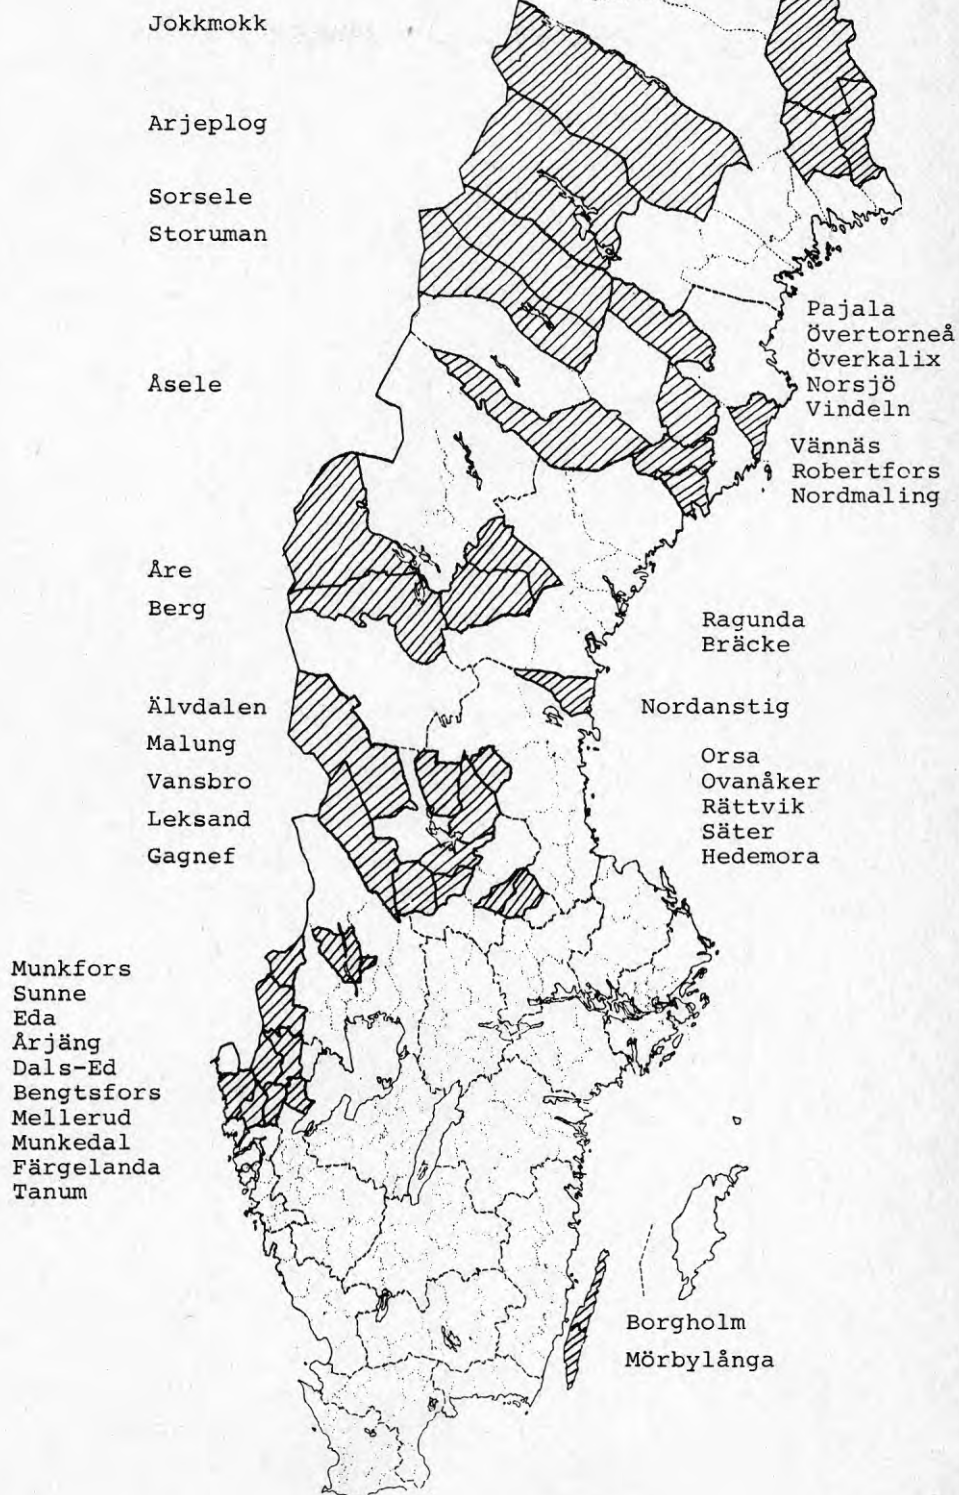 Jokkmokk
Arjeplog
Sorsele
Storuman
Åsele
Åre
Berg
Älvdalen
Malung
Vansbro
Leksand
Gagnef
Munkfors
Sunne
Eda
Årjäng
Dals-Ed
Bengtsfors
Mellerud
Munkedal
Färgelanda
Tanum
Pajala
Övertorneå
Överkalix
Norsjö
Vindeln
Vännäs
Robertfors
Nordmaling
Ragunda
Bräcke
Nordanstig
Orsa
Ovanåker
Rättvik
Säter
Hedemora
Borgholm
Mörbylånga